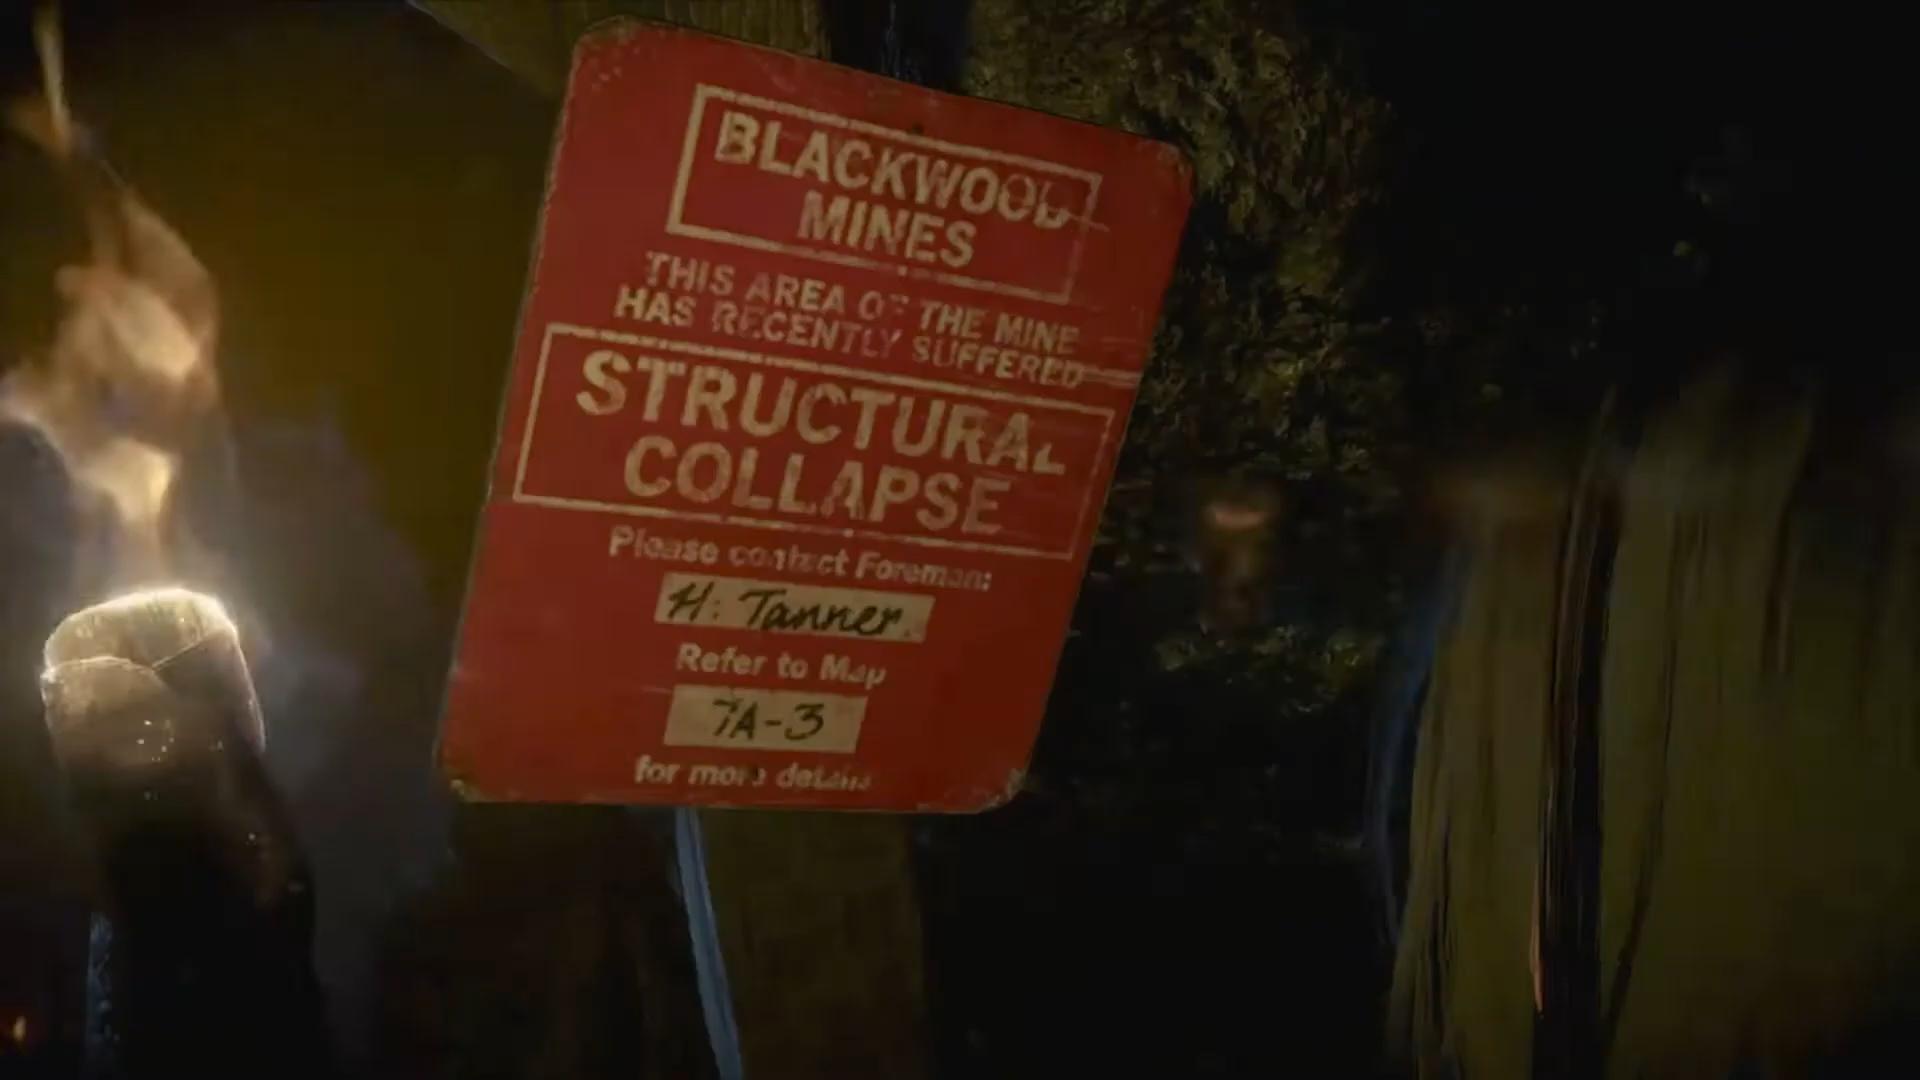 BLACKWOOD
MINES
THIS AREA OF THE MINE
HAS RECENTLY SUFFERED
STRUCTURAL
COLLAPSE
Please contact Foreman:
H. Tanner.
Refer to Map
7A-3
for more details